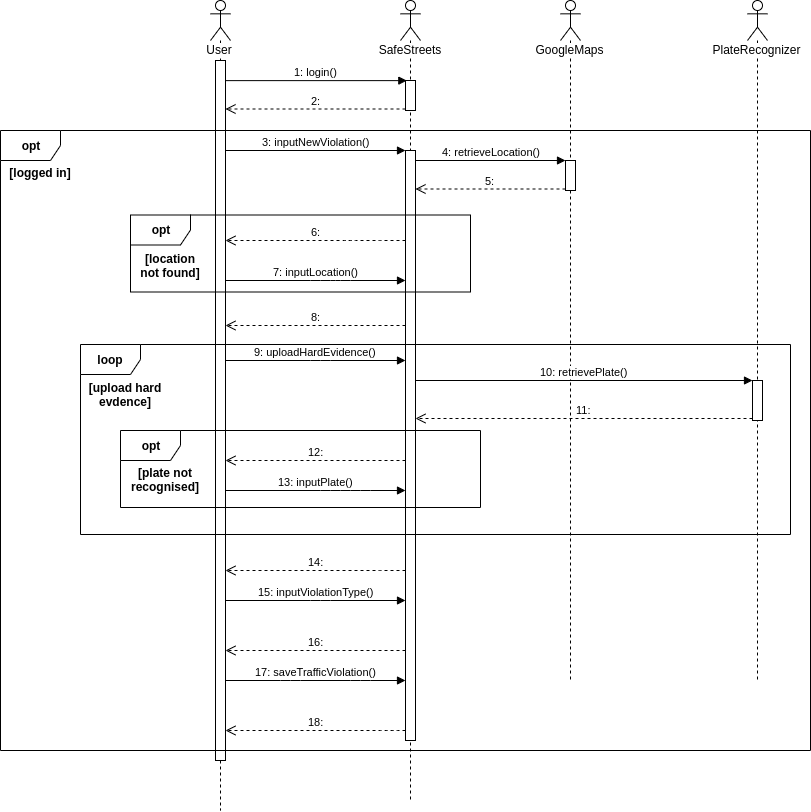 User
SafeStreets
GoogleMaps
PlateRecognizer
1: login()
2:
opt
[logged in]
3: inputNewViolation()
4: retrieveLocation()
5:
opt
[location
not found]
6:
7: inputLocation()
8:
loop
[upload hard
evdence]
9: uploadHardEvidence()
10: retrievePlate()
11:
opt
[plate not
recognised]
12:
13: inputPlate()
14:
15: inputViolationType()
16:
17: saveTrafficViolation()
18: